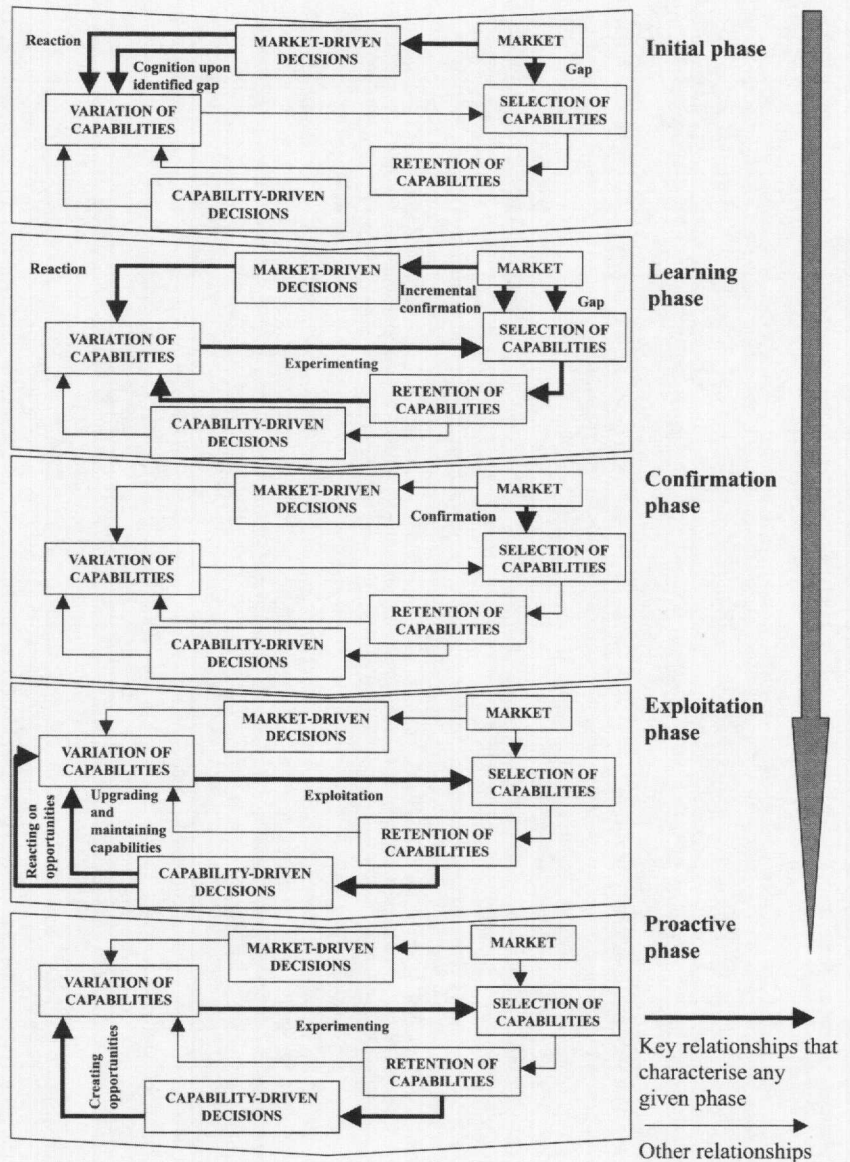 Initial phase
MARKET-DRIVEN
DECISIONS
MARKET
Reaction
Cognition upon
identified gap
Gap
VARIATION OF
CAPABILITIES
SELECTION OF
CAPABILITIES
RETENTION OF
CAPABILITIES
CAPABILITY-DRIVEN
DECISIONS
Learning
phase
Reaction
MARKET-DRIVEN
DECISIONS
MARKET
Incremental
confirmation
Gap
VARIATION OF
CAPABILITIES
SELECTION OF
CAPABILITIES
Experimenting
RETENTION OF
CAPABILITIES
CAPABILITY-DRIVEN
DECISIONS
Confirmation
phase
MARKET-DRIVEN
DECISIONS
MARKET
Confirmation
VARIATION OF
CAPABILITIES
SELECTION OF
CAPABILITIES
RETENTION OF
CAPABILITIES
CAPABILITY-DRIVEN
DECISIONS
Exploitation
phase
MARKET-DRIVEN
DECISIONS
MARKET
VARIATION OF
CAPABILITIES
SELECTION OF
CAPABILITIES
Exploitation
Reacting on
opportunities
Upgrading
and
maintaining
capabilities
RETENTION OF
CAPABILITIES
CAPABILITY-DRIVEN
DECISIONS
Proactive
phase
MARKET-DRIVEN
DECISIONS
MARKET
VARIATION OF
CAPABILITIES
SELECTION OF
CAPABILITIES
Experimenting
Creating
opportunities
RETENTION OF
CAPABILITIES
CAPABILITY-DRIVEN
DECISIONS
Key relationships that
characterise any
given phase
Other relationships